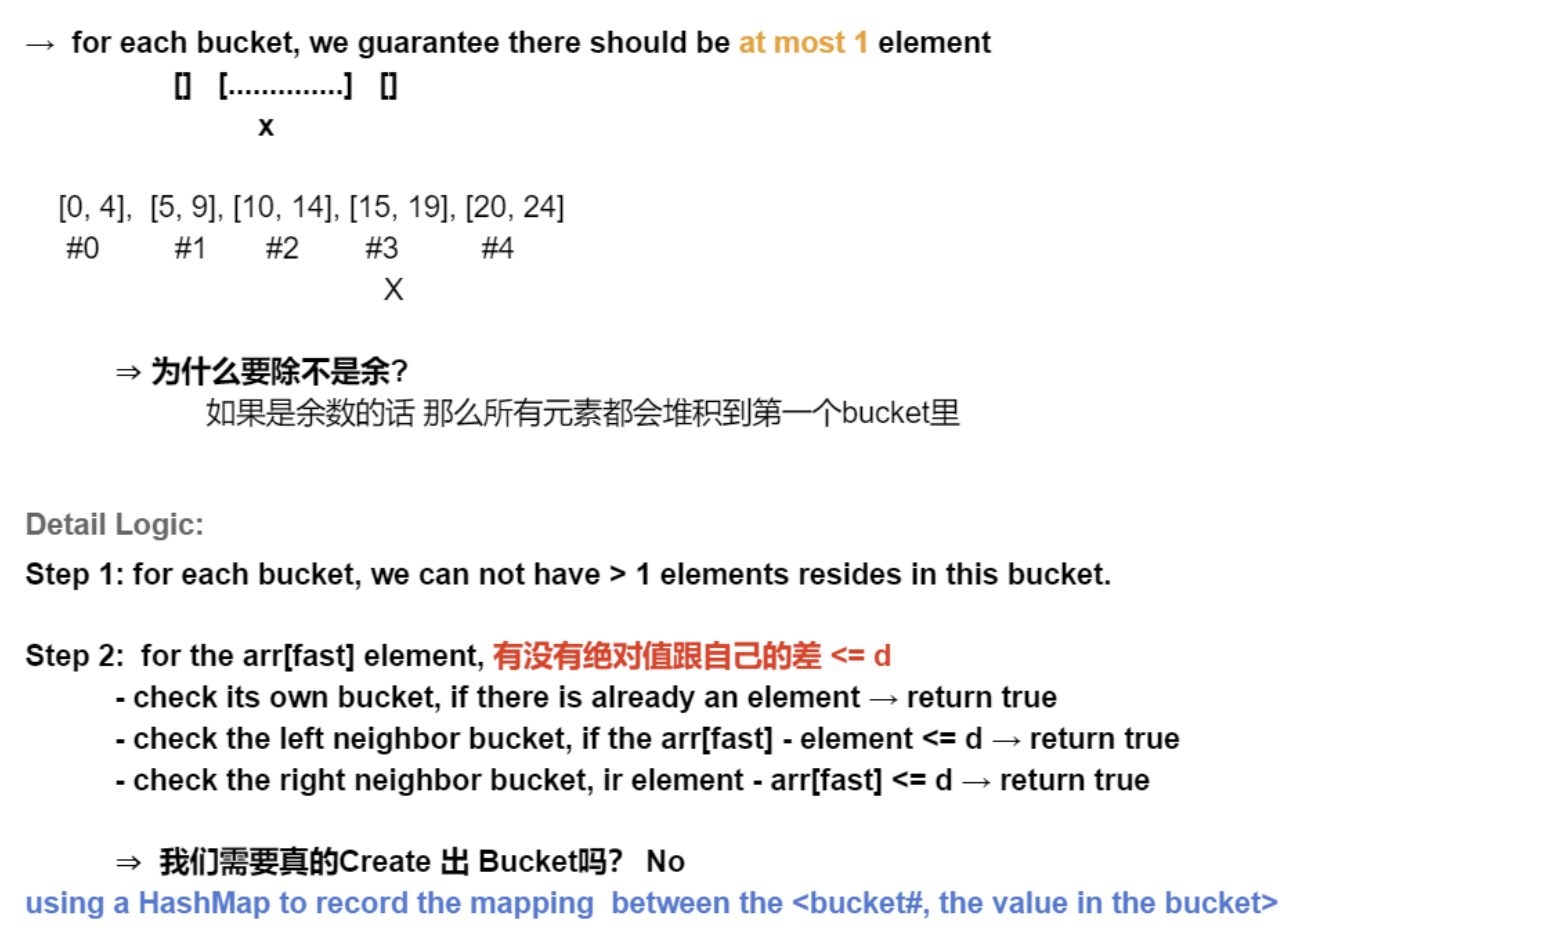 → for each bucket, we guarantee there should be at most 1 element
[] [..............] []
x
[0, 4], [5, 9], [10, 14], [15, 19], [20, 24]
#0 #1 #2 #3 #4
X
⇒ 为什么要除不是余?
如果是余数的话 那么所有元素都会堆积到第一个bucket里
Detail Logic:
Step 1: for each bucket, we can not have > 1 elements resides in this bucket.
Step 2: for the arr[fast] element, 有没有绝对值跟自己的差 <= d
- check its own bucket, if there is already an element → return true
- check the left neighbor bucket, if the arr[fast] - element <= d → return true
- check the right neighbor bucket, ir element - arr[fast] <= d → return true
⇒ 我们需要真的Create 出 Bucket吗? No
using a HashMap to record the mapping between the <bucket#, the value in the bucket>